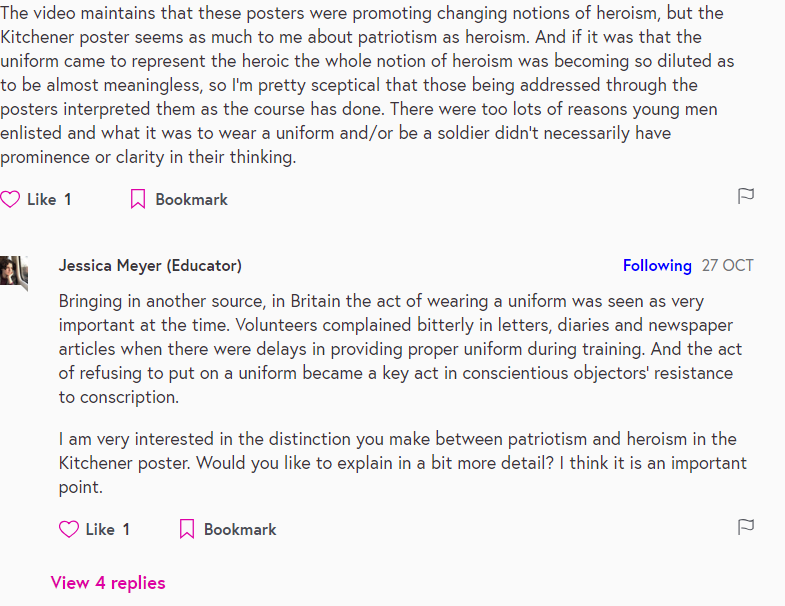 The video maintains that these posters were promoting changing notions of heroism, but the
Kitchener poster seems as much to me about patriotism as heroism. And if it was that the
uniform came to represent the heroic the whole notion of heroism was becoming so diluted as
to be almost meaningless, so I'm pretty sceptical that those being addressed through the
posters interpreted them as the course has done. There were too lots of reasons young men
enlisted and what it was to wear a uniform and/or be a soldier didn't necessarily have
prominence or clarity in their thinking.
Like 1 Bookmark
Jessica Meyer (Educator) Following 27 OCT
Bringing in another source, in Britain the act of wearing a uniform was seen as very
important at the time. Volunteers complained bitterly in letters, diaries and newspaper
articles when there were delays in providing proper uniform during training. And the act
of refusing to put on a uniform became a key act in conscientious objectors' resistance
to conscription.
I am very interested in the distinction you make between patriotism and heroism in the
Kitchener poster. Would you like to explain in a bit more detail? I think it is an important
point.
Like 1 Bookmark
View 4 replies